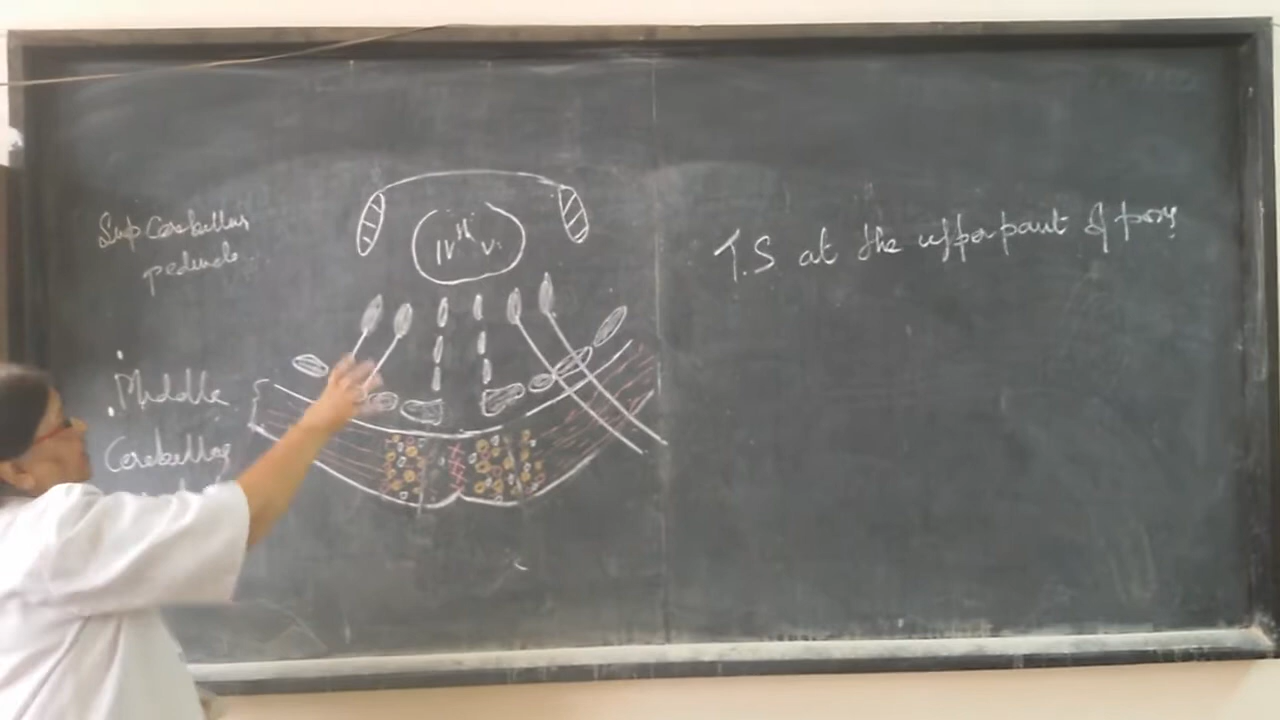 Sup Cerebellar
peduncle.
IVth V.
T.S at the upper part of pons
Middle
Cerebellar